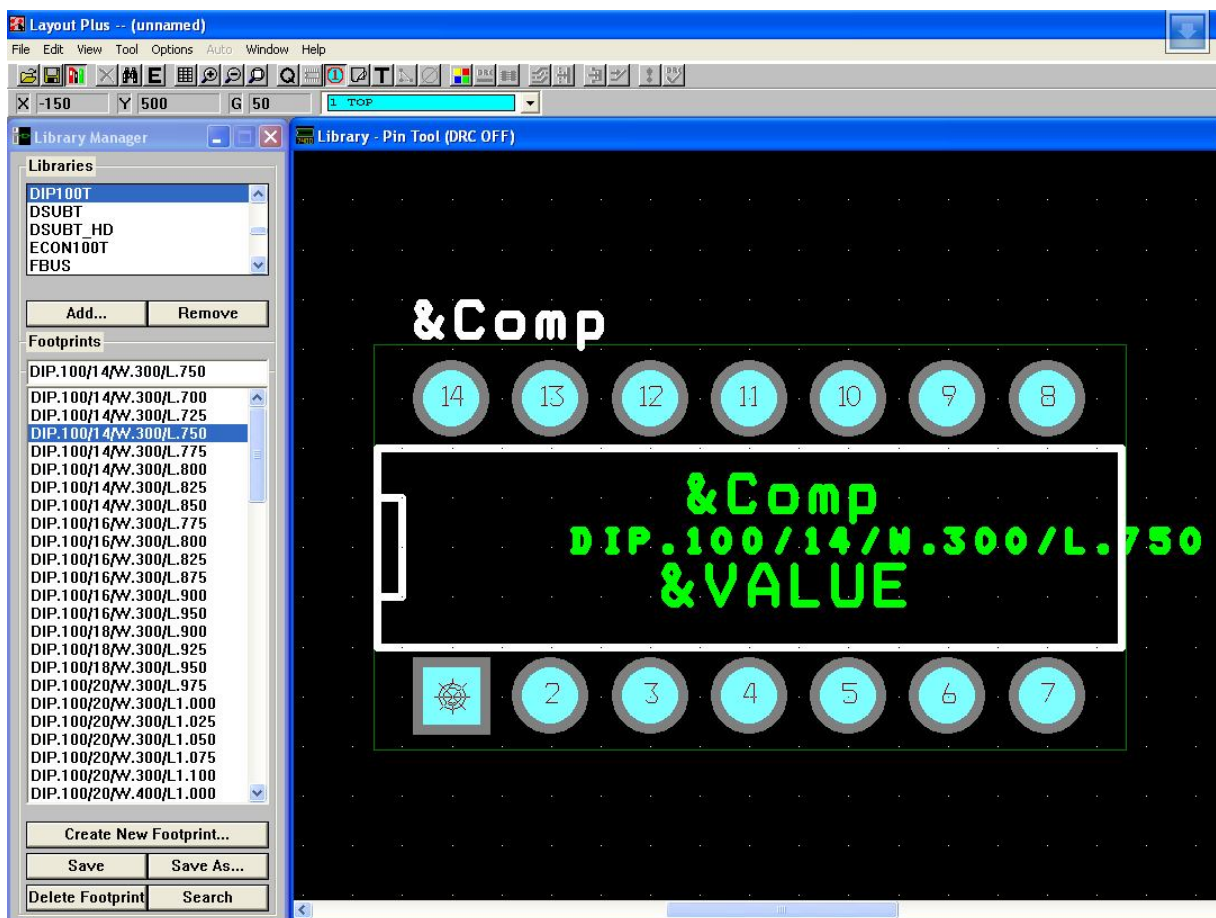 Layout Plus -- (unnamed)
File Edit View Tool Options Auto Window Help
X -150 Y 500 G 50 1 TOP
Library Manager
Libraries
DIP100T
DSUBT
DSUBT_HD
ECON100T
FBUS
Add... Remove
Footprints
DIP.100/14/W.300/L.750
DIP.100/14/W.300/L.700
DIP.100/14/W.300/L.725
DIP.100/14/W.300/L.750
DIP.100/14/W.300/L.775
DIP.100/14/W.300/L.800
DIP.100/14/W.300/L.825
DIP.100/14/W.300/L.850
DIP.100/16/W.300/L.775
DIP.100/16/W.300/L.800
DIP.100/16/W.300/L.825
DIP.100/16/W.300/L.875
DIP.100/16/W.300/L.900
DIP.100/16/W.300/L.950
DIP.100/18/W.300/L.900
DIP.100/18/W.300/L.925
DIP.100/18/W.300/L.950
DIP.100/20/W.300/L.975
DIP.100/20/W.300/L1.000
DIP.100/20/W.300/L1.025
DIP.100/20/W.300/L1.050
DIP.100/20/W.300/L1.075
DIP.100/20/W.300/L1.100
DIP.100/20/W.400/L1.000
Create New Footprint...
Save Save As...
Delete Footprint Search
Library - Pin Tool (DRC OFF)
&Comp
14 13 12 11 10 9 8
&Comp
DIP.100/14/W.300/L.750
&VALUE
2 3 4 5 6 7